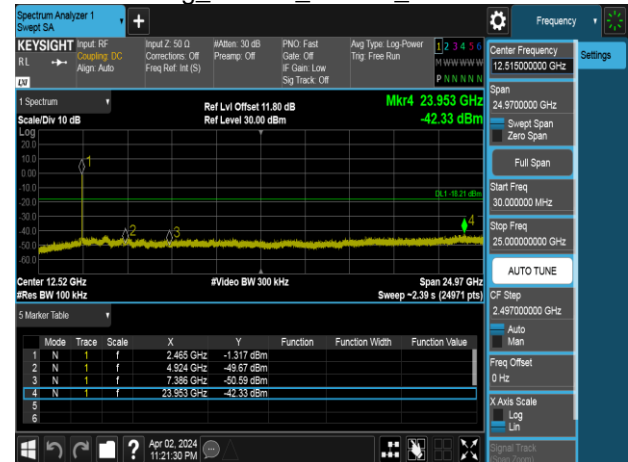 Spectrum Analyzer 1
Swept SA
Frequency
KEYSIGHT
RL
LXI
Input: RF
Coupling: DC
Align: Auto
Input Z: 50 Ω
Corrections: Off
Freq Ref: Int (S)
#Atten: 30 dB
Preamp: Off
PNO: Fast
Gate: Off
IF Gain: Low
Sig Track: Off
Avg Type: Log-Power
Trig: Free Run
1 2 3 4 5 6
M W W W W W
P N N N N N
1 Spectrum
Scale/Div 10 dB
Ref Lvl Offset 11.80 dB
Ref Level 30.00 dBm
Mkr4 23.953 GHz
-42.33 dBm
Log
20.0
10.0
0.00
-10.0
-20.0
-30.0
-40.0
-50.0
-60.0
1
2
3
4
DL1 -18.21 dBm
Center 12.52 GHz
#Res BW 100 kHz
#Video BW 300 kHz
Span 24.97 GHz
Sweep ~2.39 s (24971 pts)
5 Marker Table
Mode Trace Scale X Y Function Function Width Function Value
1 N 1 f 2.465 GHz -1.317 dBm
2 N 1 f 4.924 GHz -49.67 dBm
3 N 1 f 7.386 GHz -50.59 dBm
4 N 1 f 23.953 GHz -42.33 dBm
5
6
Apr 02, 2024
11:21:30 PM
Center Frequency
12.515000000 GHz
Settings
Span
24.9700000 GHz
Swept Span
Zero Span
Full Span
Start Freq
30.000000 MHz
Stop Freq
25.000000000 GHz
AUTO TUNE
CF Step
2.497000000 GHz
Auto
Man
Freq Offset
0 Hz
X Axis Scale
Log
Lin
Signal Track
(Span Zoom)